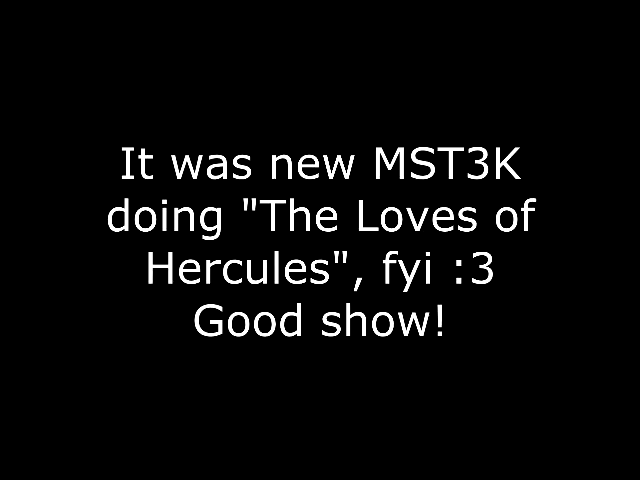 It was new MST3K
doing "The Loves of
Hercules", fyi :3
Good show!